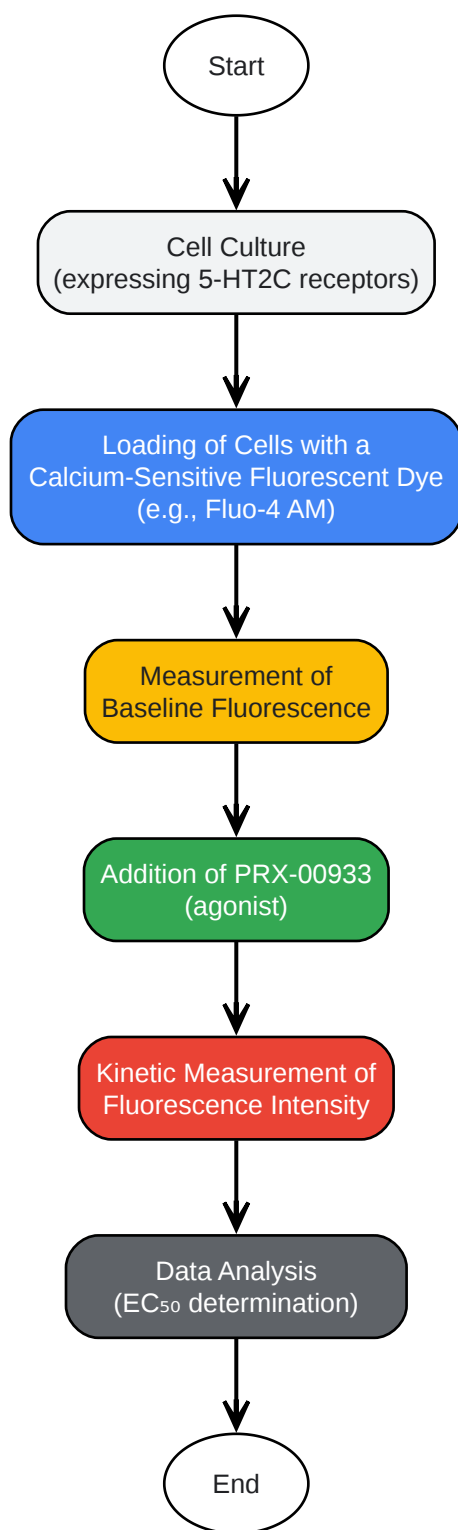 Start
Cell Culture
(expressing 5-HT2C receptors)
Loading of Cells with a
Calcium-Sensitive Fluorescent Dye
(e.g., Fluo-4 AM)
Measurement of
Baseline Fluorescence
Addition of PRX-00933
(agonist)
Kinetic Measurement of
Fluorescence Intensity
Data Analysis
(EC₅₀ determination)
End